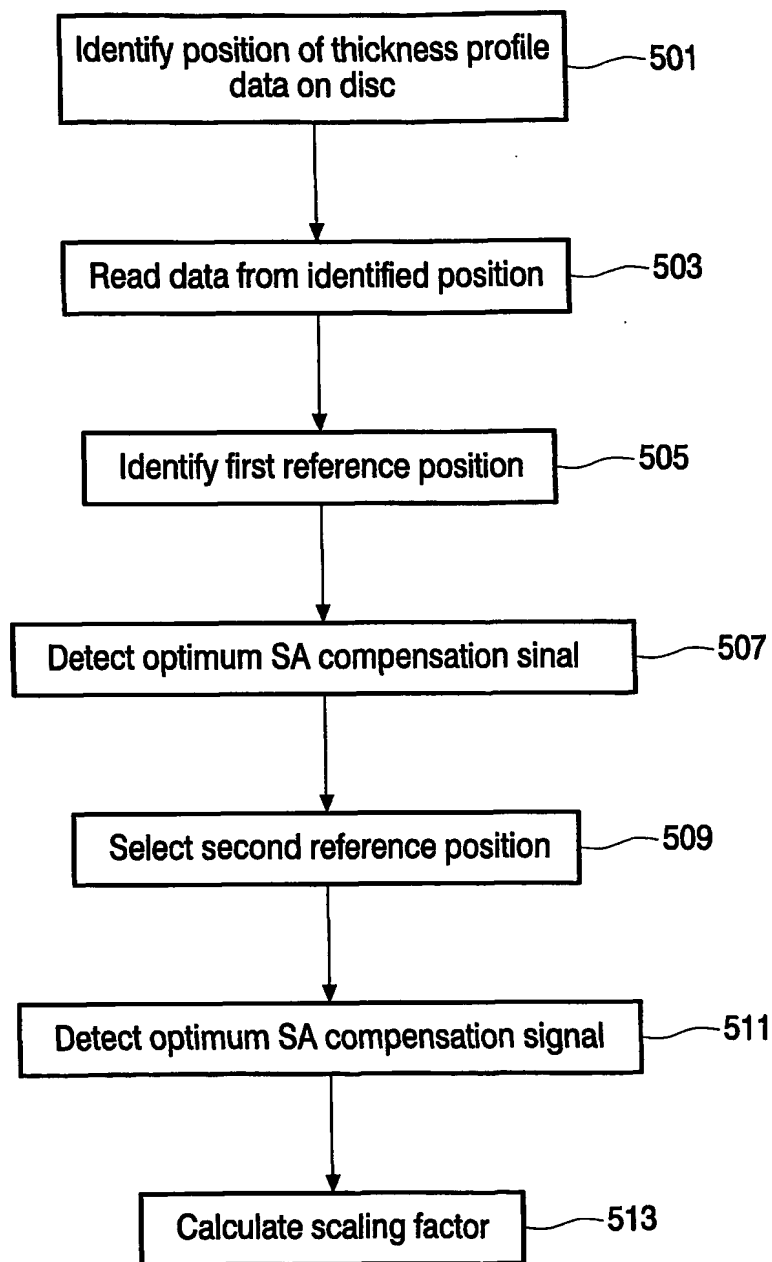 Identify position of thickness profile
data on disc
501
Read data from identified position
503
Identify first reference position
505
Detect optimum SA compensation sinal
507
Select second reference position
509
Detect optimum SA compensation signal
511
Calculate scaling factor
513